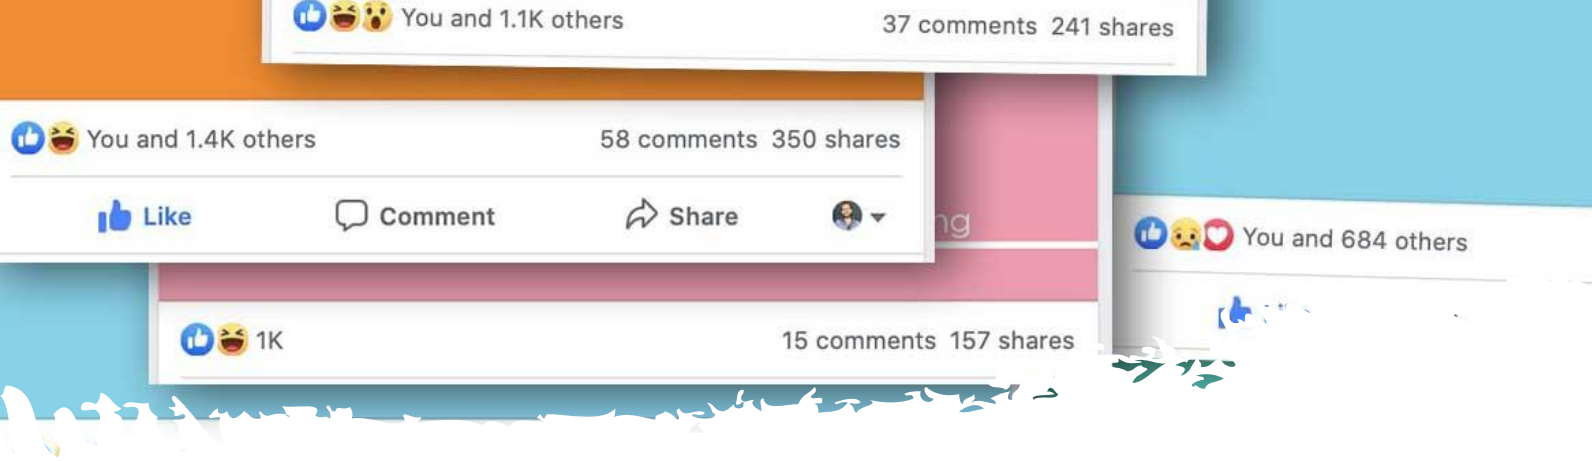 You and 1.1K others 37 comments 241 shares
You and 1.4K others 58 comments 350 shares
Like Comment Share
ng
You and 684 others
1K 15 comments 157 shares